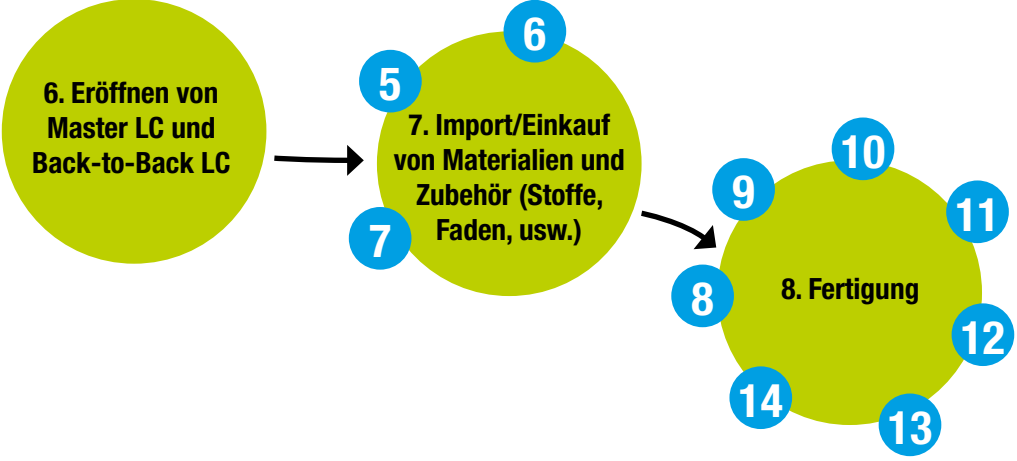 6. Eröffnen von
Master LC und
Back-to-Back LC
5
6
7. Import/Einkauf
von Materialien und
Zubehör (Stoffe,
Faden, usw.)
7
8
9
10
11
8. Fertigung
12
13
14